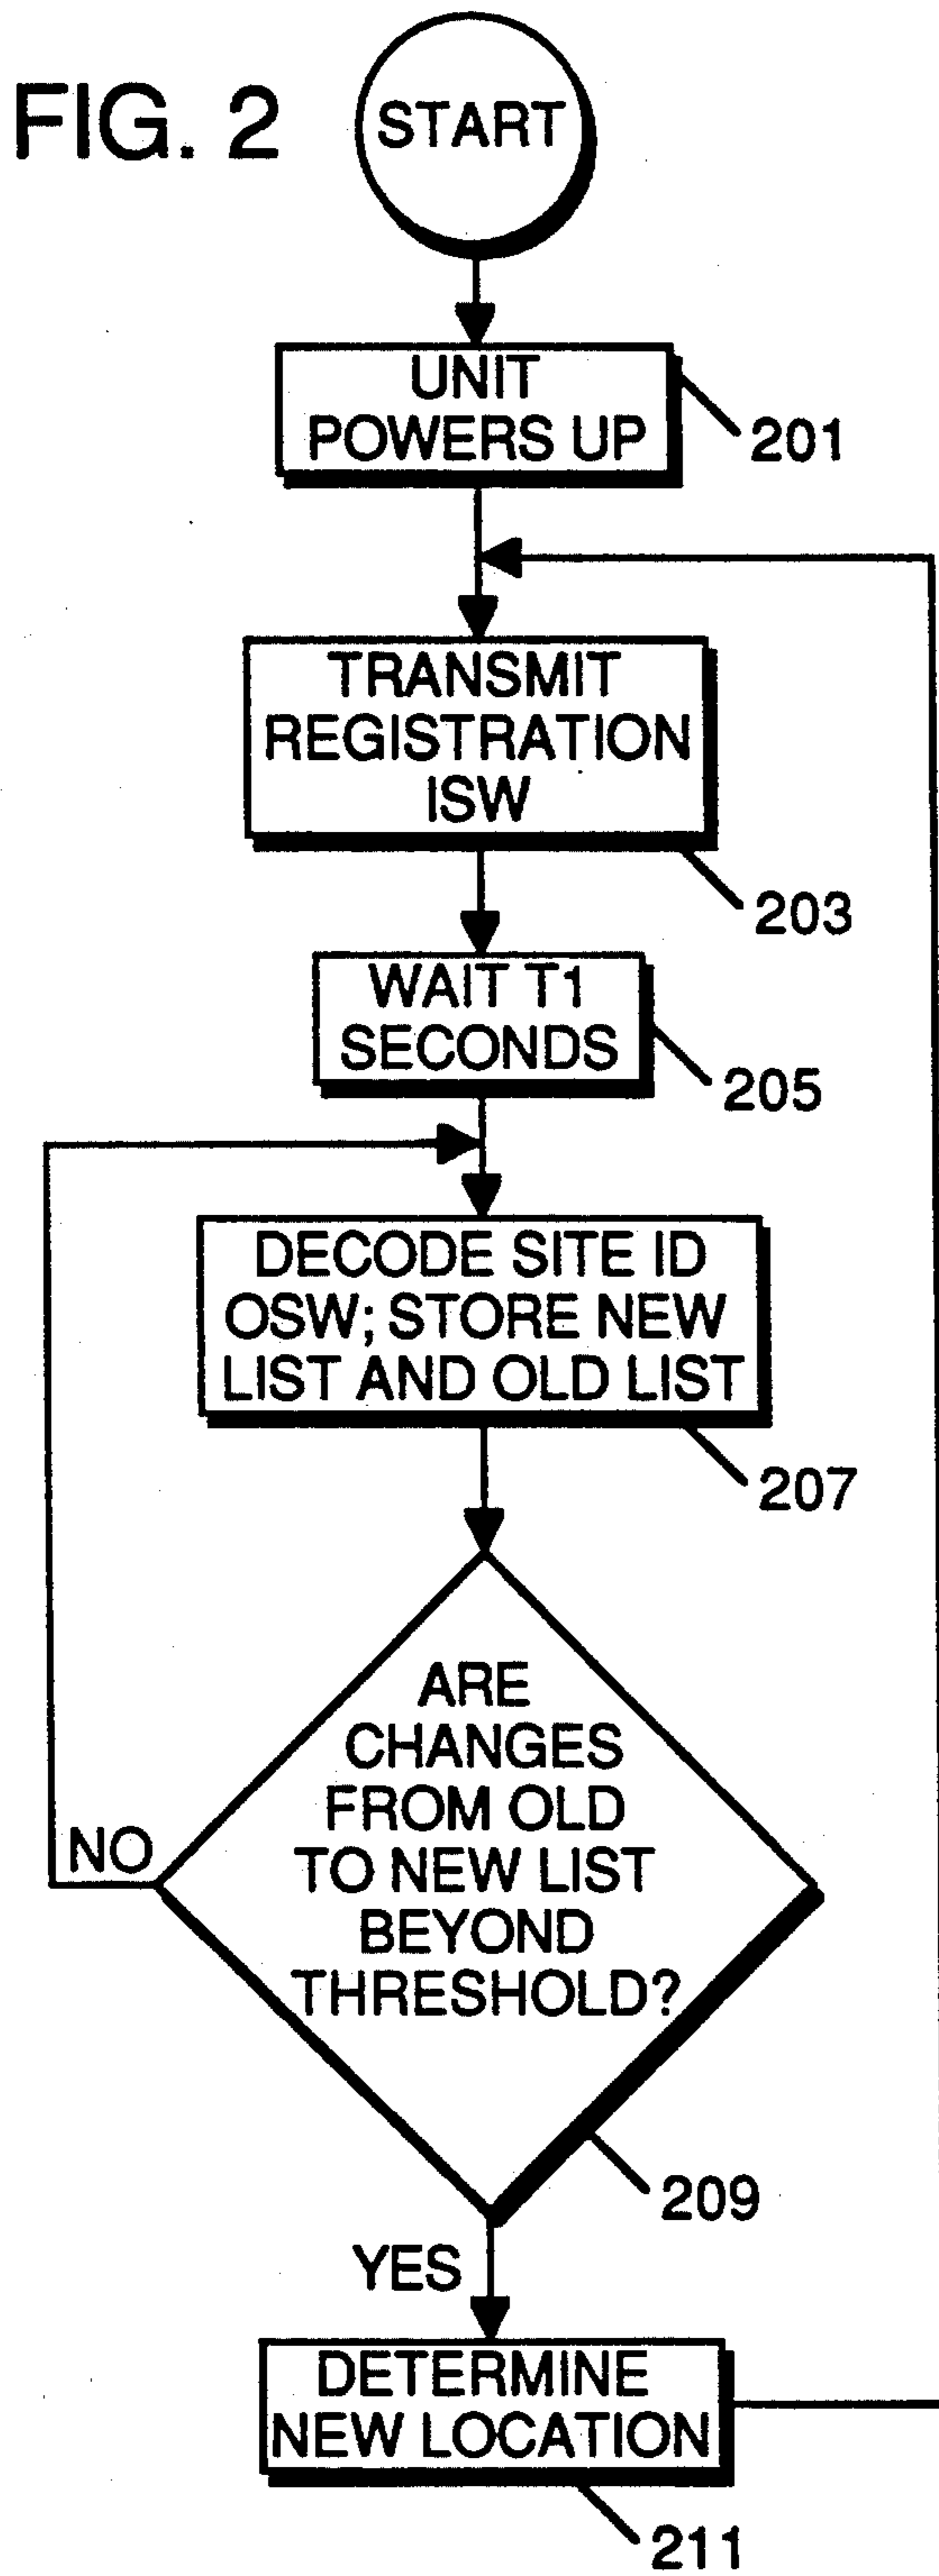 FIG. 2
START
UNIT
POWERS UP
201
TRANSMIT
REGISTRATION
ISW
203
WAIT T1
SECONDS
205
DECODE SITE ID
OSW; STORE NEW
LIST AND OLD LIST
207
ARE
CHANGES
FROM OLD
TO NEW LIST
BEYOND
THRESHOLD?
NO
209
YES
DETERMINE
NEW LOCATION
211